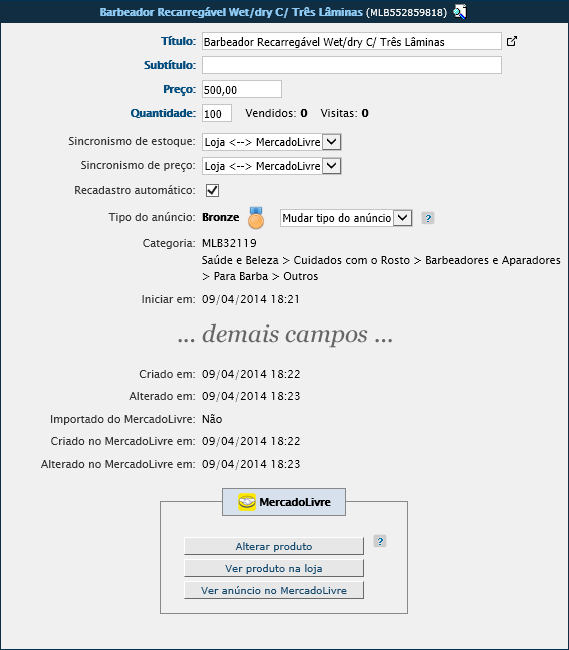 Barbeador Recarregável Wet/dry C/ Três Lâminas (MLB552859818)
Título: Barbeador Recarregável Wet/dry C/ Três Lâminas
Subtítulo:
Preço: 500,00
Quantidade: 100 Vendidos: 0 Visitas: 0
Sincronismo de estoque: Loja <--> MercadoLivre
Sincronismo de preço: Loja <--> MercadoLivre
Recadastro automático:
Tipo do anúncio: Bronze Mudar tipo do anúncio ?
Categoria: MLB32119
Saúde e Beleza > Cuidados com o Rosto > Barbeadores e Aparadores
> Para Barba > Outros
Iniciar em: 09/04/2014 18:21
... demais campos ...
Criado em: 09/04/2014 18:22
Alterado em: 09/04/2014 18:23
Importado do MercadoLivre: Não
Criado no MercadoLivre em: 09/04/2014 18:22
Alterado no MercadoLivre em: 09/04/2014 18:23
MercadoLivre
Alterar produto ?
Ver produto na loja
Ver anúncio no MercadoLivre